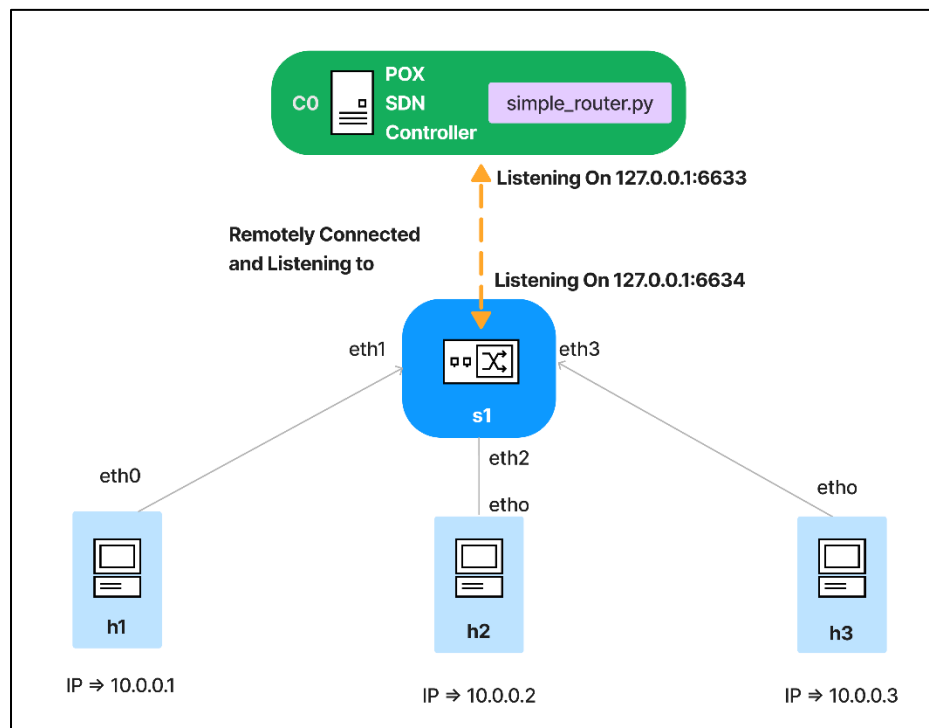 POX
C0
SDN
simple_router.py
Controller
Listening On 127.0.0.1:6633
Remotely Connected
and Listening to
Listening On 127.0.0.1:6634
eth1
eth3
s1
eth2
eth0
etho
etho
h1
h2
h3
IP ⇒ 10.0.0.1
IP ⇒ 10.0.0.2
IP ⇒ 10.0.0.3